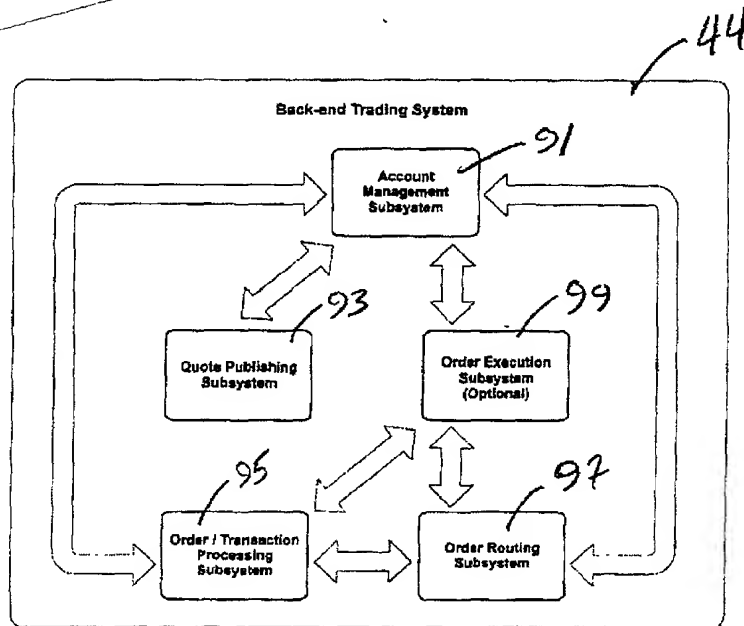 44
Back-end Trading System
91
Account
Management
Subsystem
93
99
Quote Publishing
Subsystem
Order Execution
Subsystem
(Optional)
95
97
Order / Transaction
Processing
Subsystem
Order Routing
Subsystem